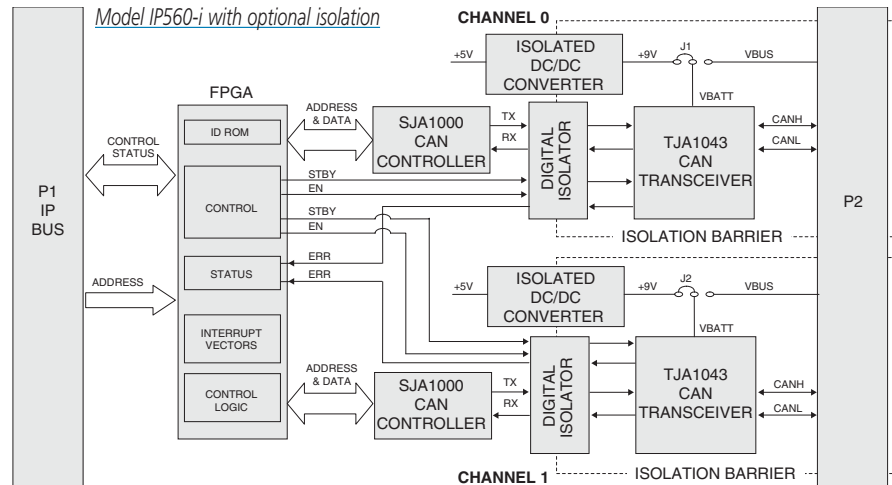 Model IP560-i with optional isolation
CHANNEL 0
P1
IP
BUS
CONTROL
STATUS
ADDRESS
FPGA
ID ROM
CONTROL
STATUS
INTERRUPT
VECTORS
CONTROL
LOGIC
ADDRESS
& DATA
SJA1000
CAN
CONTROLLER
TX
RX
STBY
EN
STBY
EN
ERR
ERR
+5V
ISOLATED
DC/DC
CONVERTER
+9V
J1
VBUS
VBATT
DIGITAL
ISOLATOR
TJA1043
CAN
TRANSCEIVER
CANH
CANL
ISOLATION BARRIER
P2
+5V
ISOLATED
DC/DC
CONVERTER
+9V
J2
VBUS
VBATT
ADDRESS
& DATA
SJA1000
CAN
CONTROLLER
TX
RX
DIGITAL
ISOLATOR
TJA1043
CAN
TRANSCEIVER
CANH
CANL
CHANNEL 1
ISOLATION BARRIER